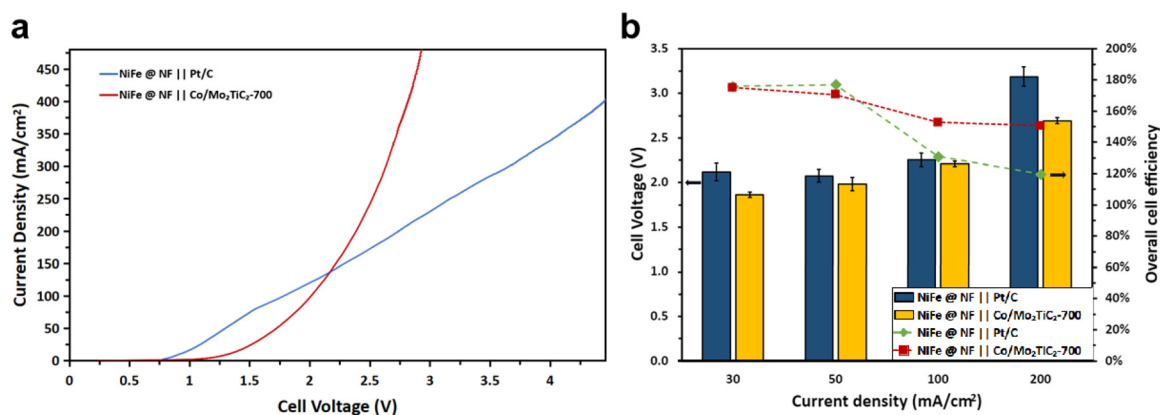 a
Current Density (mA/cm²)
450
400
350
300
250
200
150
100
50
0
NiFe @ NF || Pt/C
NiFe @ NF || Co/Mo₂TiC₂-700
0 0.5 1 1.5 2 2.5 3 3.5 4
Cell Voltage (V)
b
Cell Voltage (V)
3.5
3.0
2.5
2.0
1.5
1.0
0.5
0.0
200%
180%
160%
140%
120%
100%
80%
60%
40%
20%
0%
Overall cell efficiency
NiFe @ NF || Pt/C
NiFe @ NF || Co/Mo₂TiC₂-700
NiFe @ NF || Pt/C
NiFe @ NF || Co/Mo₂TiC₂-700
30 50 100 200
Current density (mA/cm²)